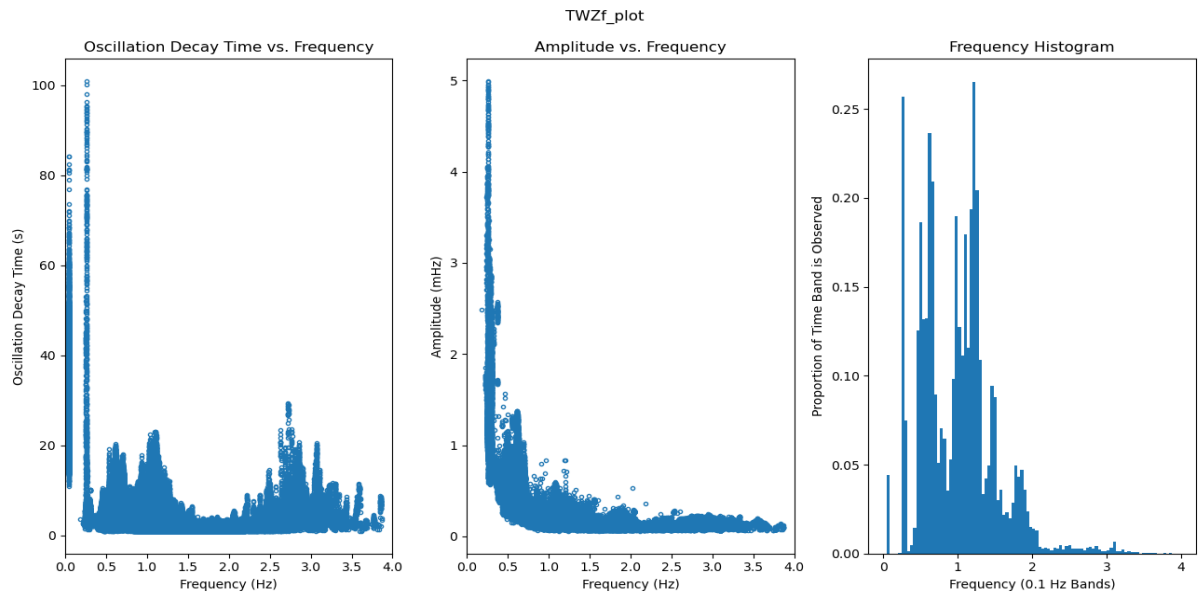 TWZf_plot
Oscillation Decay Time vs. Frequency
Oscillation Decay Time (s)
100
80
60
40
20
0
0.0 0.5 1.0 1.5 2.0 2.5 3.0 3.5 4.0
Frequency (Hz)
Amplitude vs. Frequency
Amplitude (mHz)
5
4
3
2
1
0
0.0 0.5 1.0 1.5 2.0 2.5 3.0 3.5 4.0
Frequency (Hz)
Frequency Histogram
Proportion of Time Band is Observed
0.25
0.20
0.15
0.10
0.05
0.00
0 1 2 3 4
Frequency (0.1 Hz Bands)